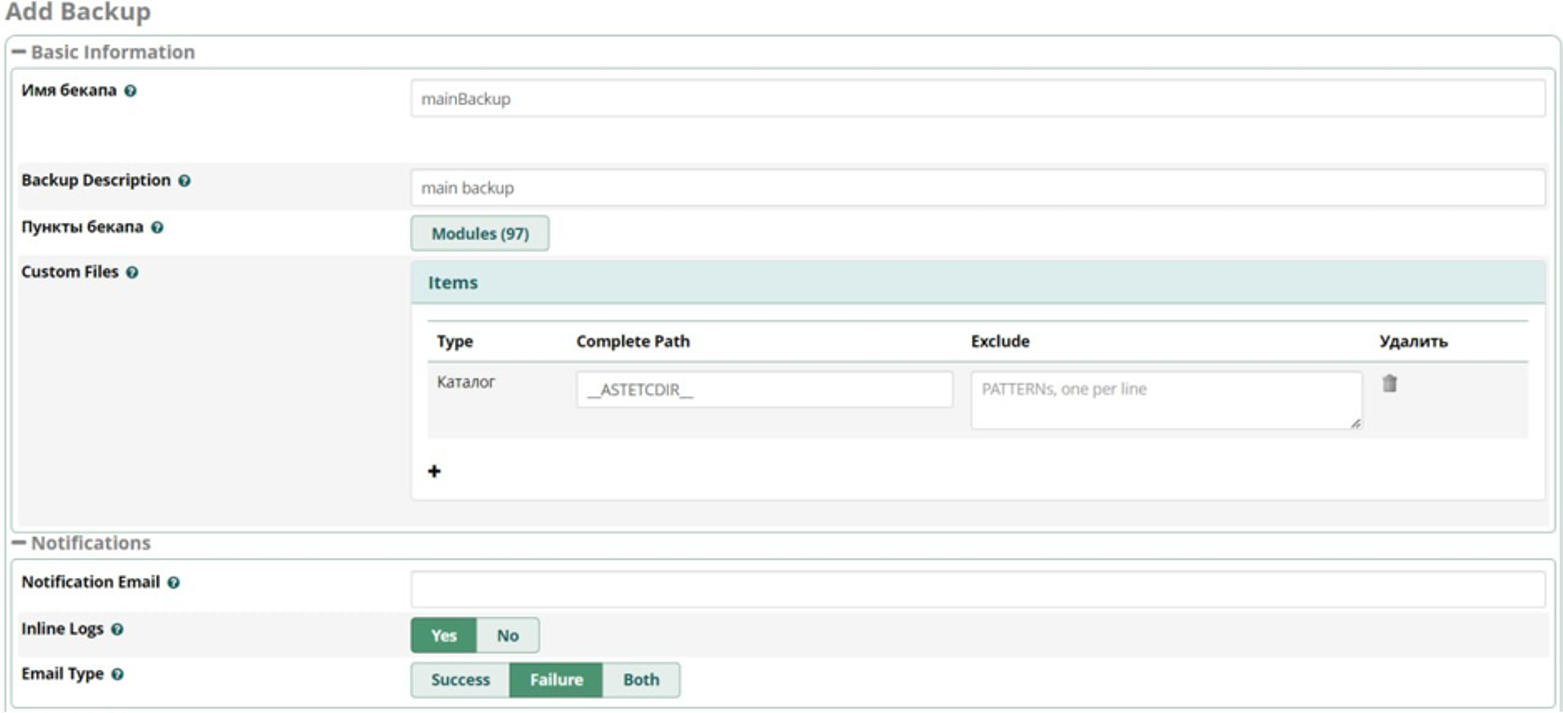 Add Backup
Basic Information
Имя бекапа
mainBackup
Backup Description
main backup
Пункты бекапа
Modules (97)
Custom Files
Items
Type Complete Path Exclude Удалить
Каталог __ASTETCDIR__ PATTERNs, one per line
Notifications
Notification Email
Inline Logs
Yes No
Email Type
Success Failure Both